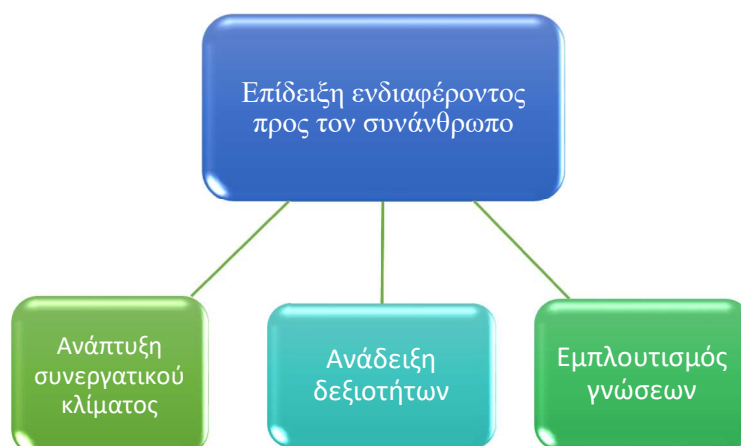 Επίδειξη ενδιαφέροντος
προς τον συνάνθρωπο
Ανάπτυξη
συνεργατικού
κλίματος
Ανάδειξη
δεξιοτήτων
Εμπλουτισμός
γνώσεων